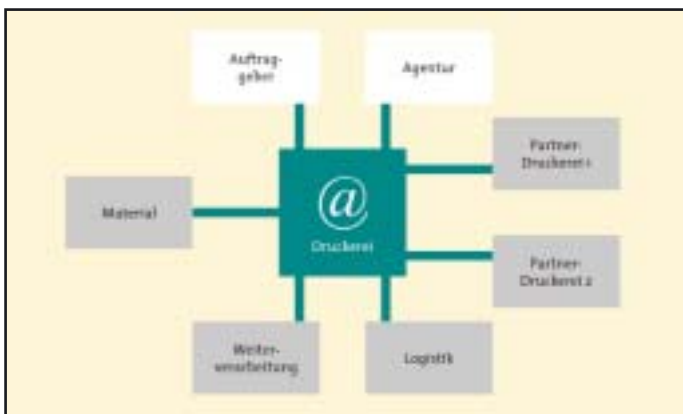 Auftrag-
geber
Agentur
Partner-
Druckerei 1
Material
@
Druckerei
Partner-
Druckerei 2
Weiter-
verarbeitung
Logistik